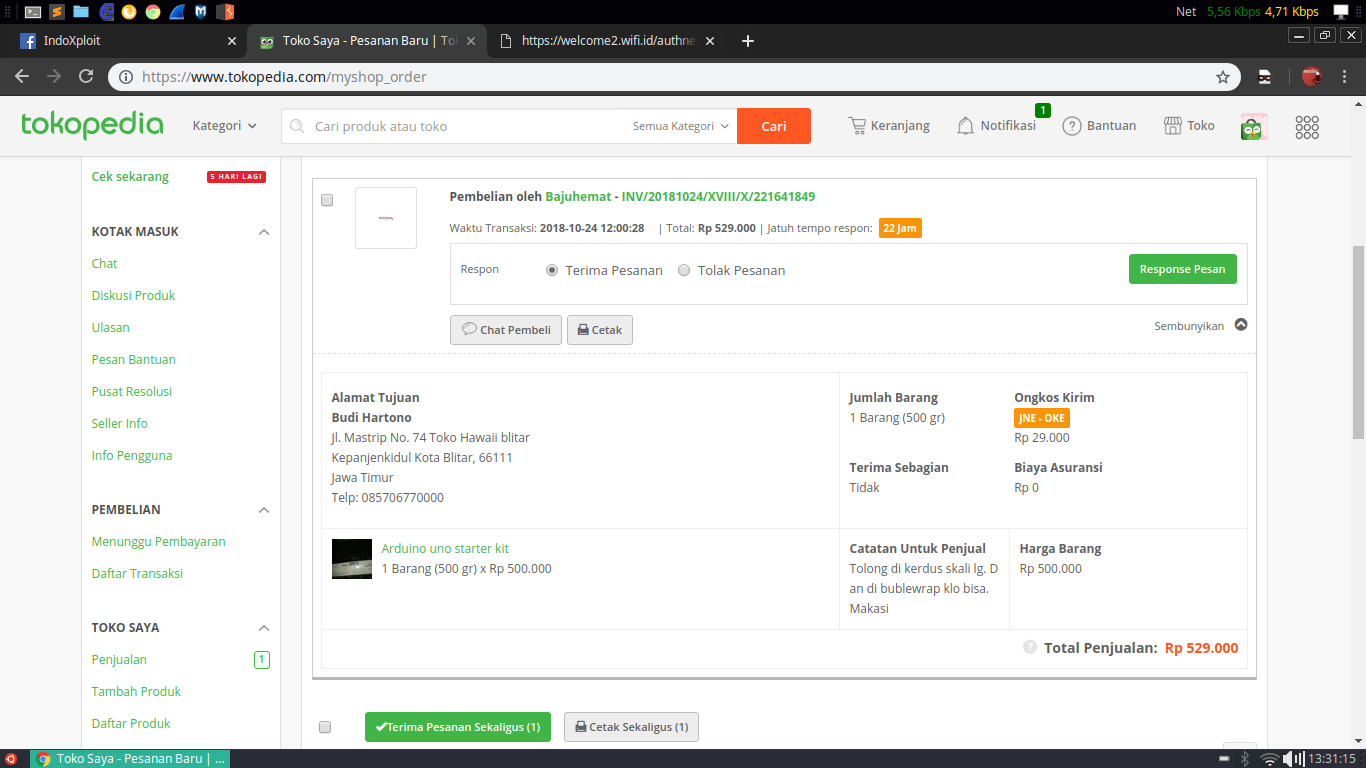 Net 5,56 Kbps 4,71 Kbps
IndoXploit
Toko Saya - Pesanan Baru | Tol
https://welcome2.wifi.id/authne
https://www.tokopedia.com/myshop_order
tokopedia
Kategori
Cari produk atau toko
Semua Kategori
Cari
Keranjang
Notifikasi
1
Bantuan
Toko
Cek sekarang
5 HARI LAGI
KOTAK MASUK
Chat
Diskusi Produk
Ulasan
Pesan Bantuan
Pusat Resolusi
Seller Info
Info Pengguna
PEMBELIAN
Menunggu Pembayaran
Daftar Transaksi
TOKO SAYA
Penjualan 1
Tambah Produk
Daftar Produk
Pembelian oleh Bajuhemat - INV/20181024/XVIII/X/221641849
Waktu Transaksi: 2018-10-24 12:00:28 | Total: Rp 529.000 | Jatuh tempo respon: 22 Jam
Respon
Terima Pesanan
Tolak Pesanan
Response Pesan
Chat Pembeli
Cetak
Sembunyikan
Alamat Tujuan
Budi Hartono
Jl. Mastrip No. 74 Toko Hawaii blitar
Kepanjenkidul Kota Blitar, 66111
Jawa Timur
Telp: 085706770000
Jumlah Barang
1 Barang (500 gr)
Ongkos Kirim
JNE - OKE
Rp 29.000
Terima Sebagian
Tidak
Biaya Asuransi
Rp 0
Arduino uno starter kit
1 Barang (500 gr) x Rp 500.000
Catatan Untuk Penjual
Tolong di kerdus skali lg. D
an di bublewrap klo bisa.
Makasi
Harga Barang
Rp 500.000
? Total Penjualan: Rp 529.000
Terima Pesanan Sekaligus (1)
Cetak Sekaligus (1)
Toko Saya - Pesanan Baru | ...
13:31:15